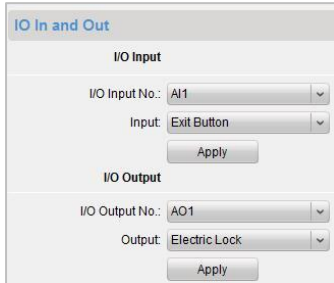 IO In and Out
I/O Input
I/O Input No.: AI1
Input: Exit Button
Apply
I/O Output
I/O Output No.: AO1
Output: Electric Lock
Apply